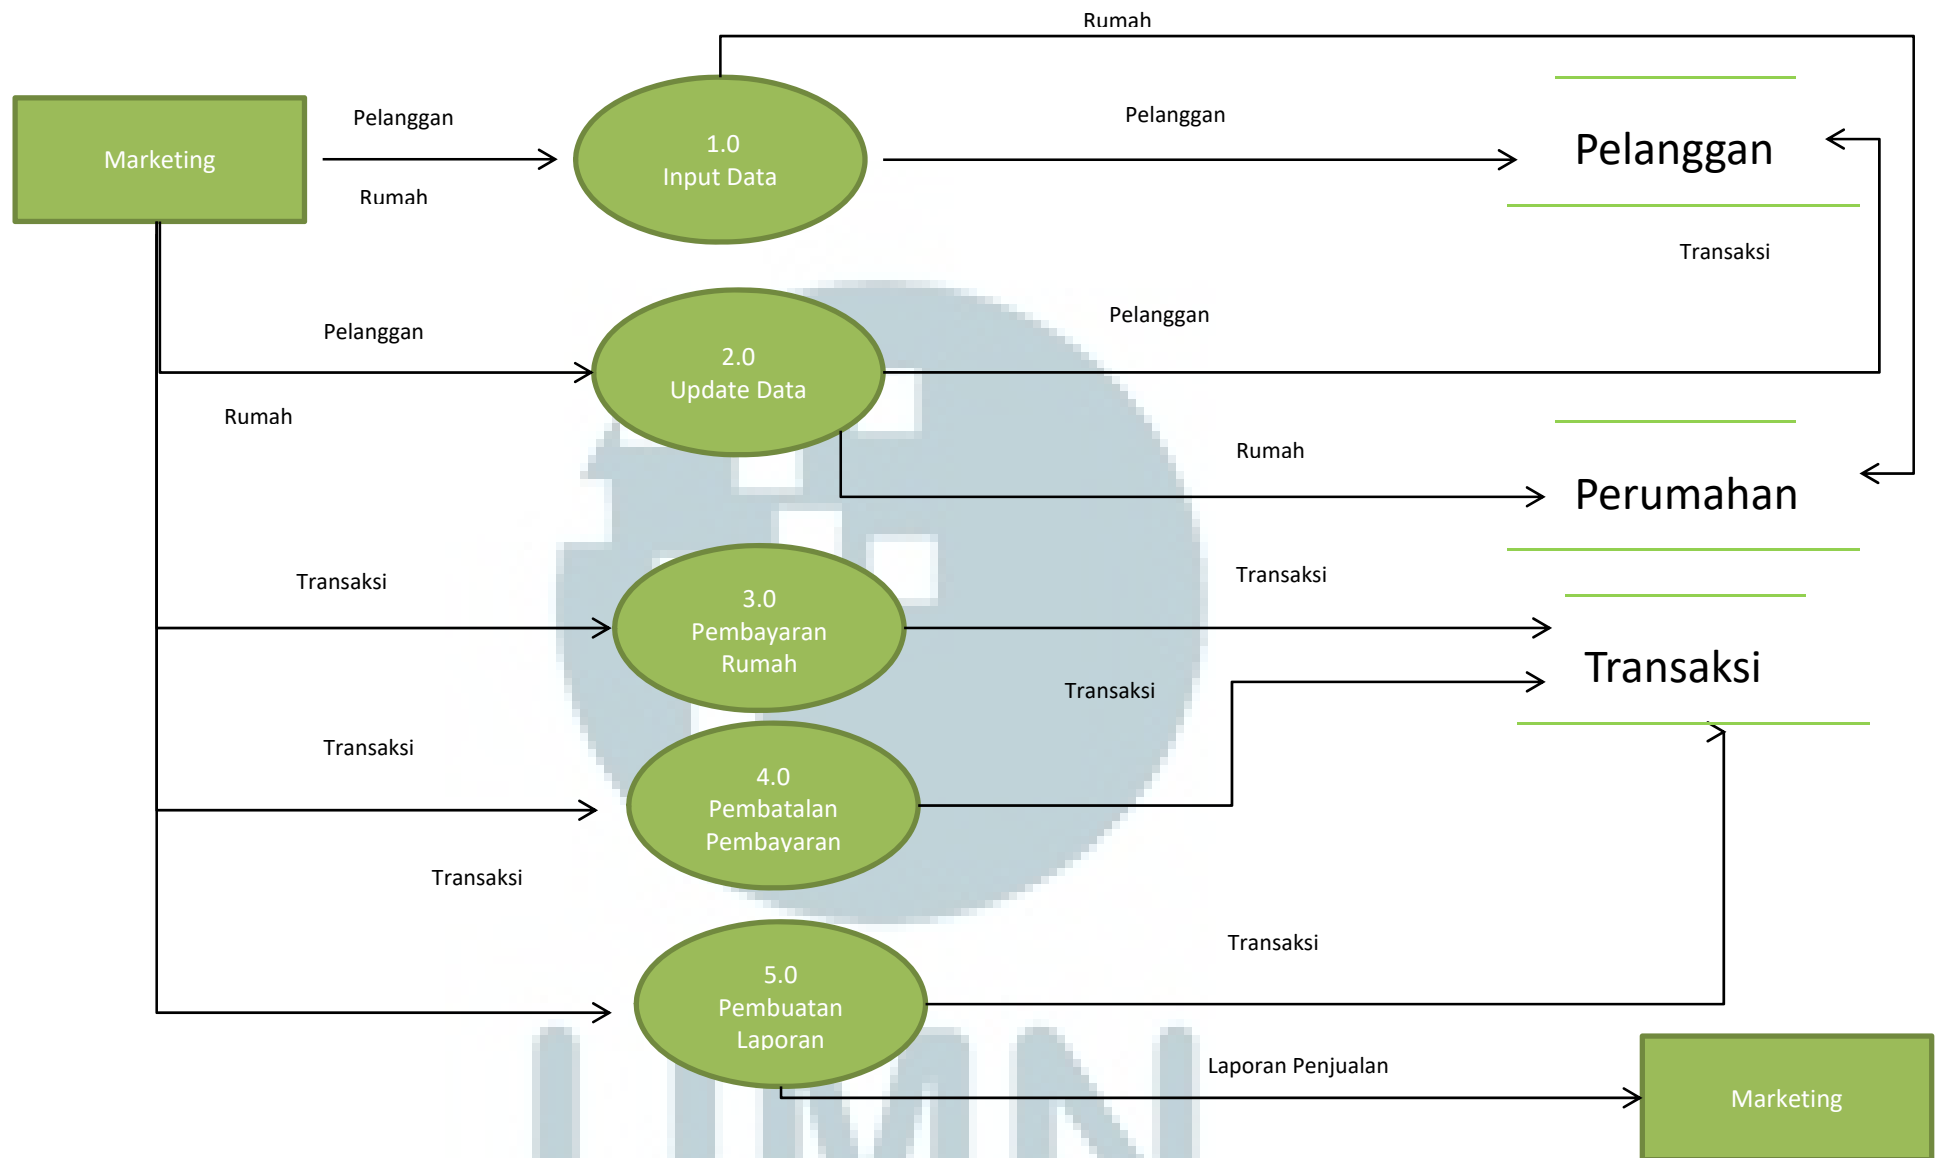 Rumah
Pelanggan
Marketing
Rumah
1.0
Input Data
Pelanggan
Pelanggan
Transaksi
Pelanggan
2.0
Update Data
Pelanggan
Rumah
Rumah
Perumahan
Transaksi
3.0
Pembayaran
Rumah
Transaksi
Transaksi
Transaksi
Transaksi
4.0
Pembatalan
Pembayaran
Transaksi
5.0
Pembuatan
Laporan
Transaksi
Laporan Penjualan
Marketing
UMN